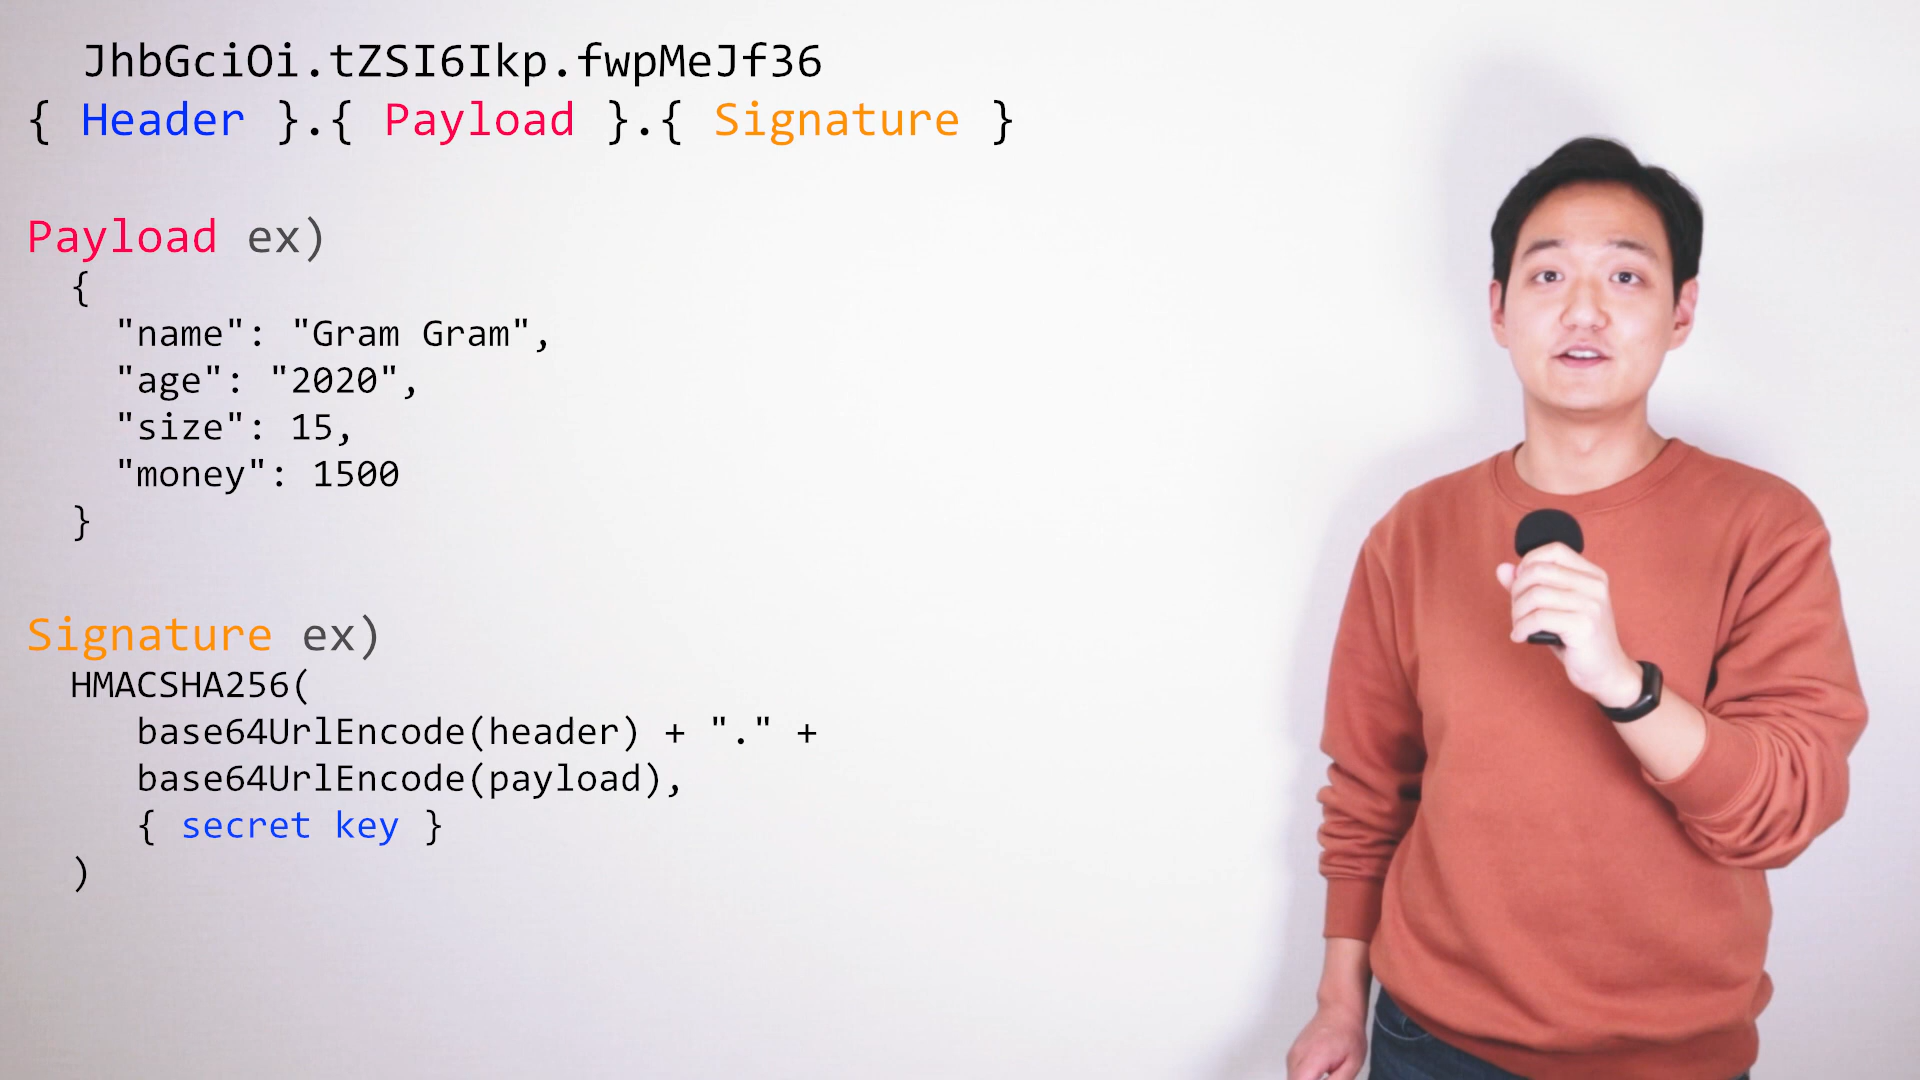 JhbGciOi.tZSI6Ikp.fwpMeJf36
{ Header }.{ Payload }.{ Signature }
Payload ex)
{
"name": "Gram Gram",
"age": "2020",
"size": 15,
"money": 1500
}
Signature ex)
HMACSHA256(
base64UrlEncode(header) + "." +
base64UrlEncode(payload),
{ secret key }
)